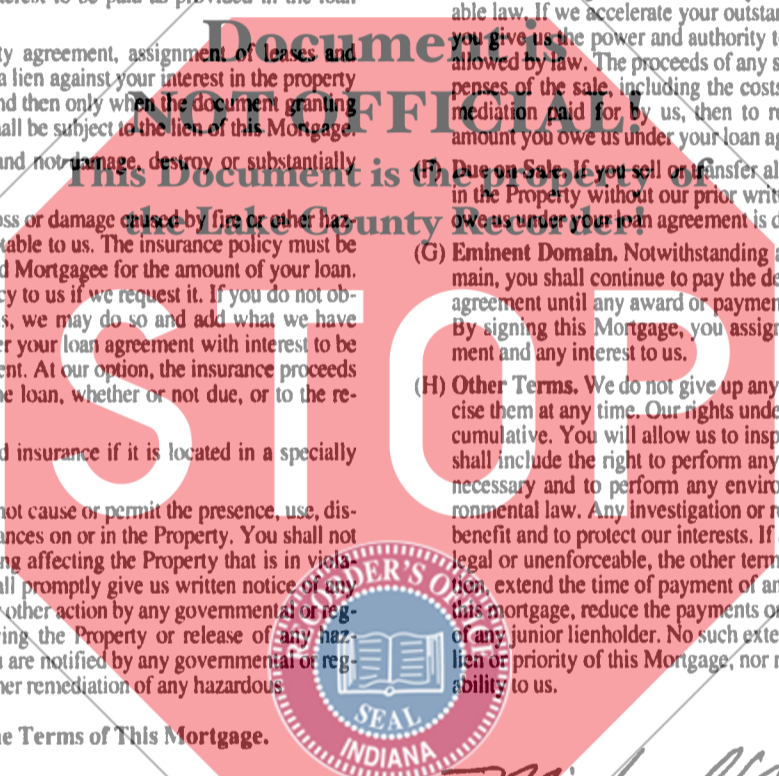 ty agreement, assignment of leases and
a lien against your interest in the property
nd then only when the document granting
all be subject to the lien of this Mortgage.
and not damage, destroy or substantially
ss or damage caused by fire or other haz-
table to us. The insurance policy must be
d Mortgagee for the amount of your loan.
cy to us if we request it. If you do not ob-
s, we may do so and add what we have
r your loan agreement with interest to be
ent. At our option, the insurance proceeds
e loan, whether or not due, or to the re-
d insurance if it is located in a specially
not cause or permit the presence, use, dis-
ances on or in the Property. You shall not
ng affecting the Property that is in viola-
all promptly give us written notice of any
other action by any governmental or reg-
ing the Property or release of any haz-
are notified by any governmental or reg-
er remediation of any hazardous
e Terms of This Mortgage.
able law. If we accelerate your outstan
you give us the power and authority t
allowed by law. The proceeds of any s
penses of the sale, including the costs
mediation paid for by us, then to
amount you owe us under your loan ag
(F) Due on Sale. If you sell or transfer al
in the Property without our prior writ
owe us under your loan agreement is d
(G) Eminent Domain. Notwithstanding a
main, you shall continue to pay the de
agreement until any award or paymen
By signing this Mortgage, you assig
ment and any interest to us.
(H) Other Terms. We do not give up any
cise them at any time. Our rights unde
cumulative. You will allow us to insp
shall include the right to perform any
necessary and to perform any enviro
ronmental law. Any investigation or r
benefit and to protect our interests. If
legal or unenforceable, the other term
tion, extend the time of payment of an
this mortgage, reduce the payments o
of any junior lienholder. No such exte
lien or priority of this Mortgage, nor r
ability to us.
Document is
NOT OFFICIAL!
This Document is the property of
the Lake County Recorder!
STOP
RECORDER'S OFFICE
SEAL
INDIANA